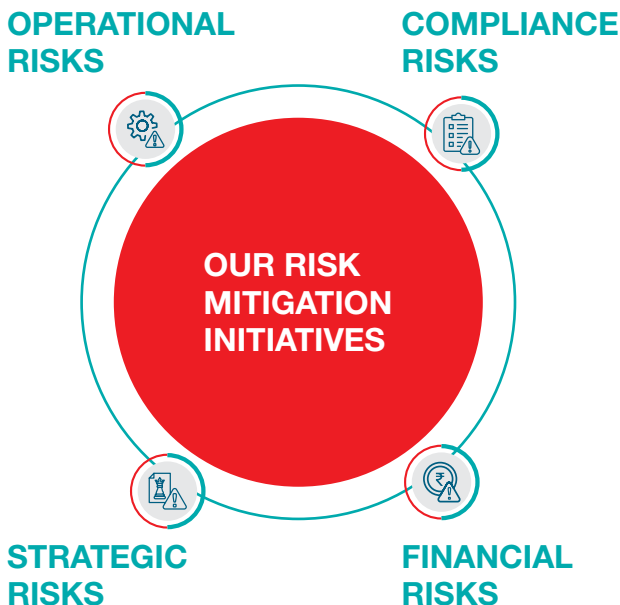 OPERATIONAL
RISKS
COMPLIANCE
RISKS
OUR RISK
MITIGATION
INITIATIVES
STRATEGIC
RISKS
FINANCIAL
RISKS
₹